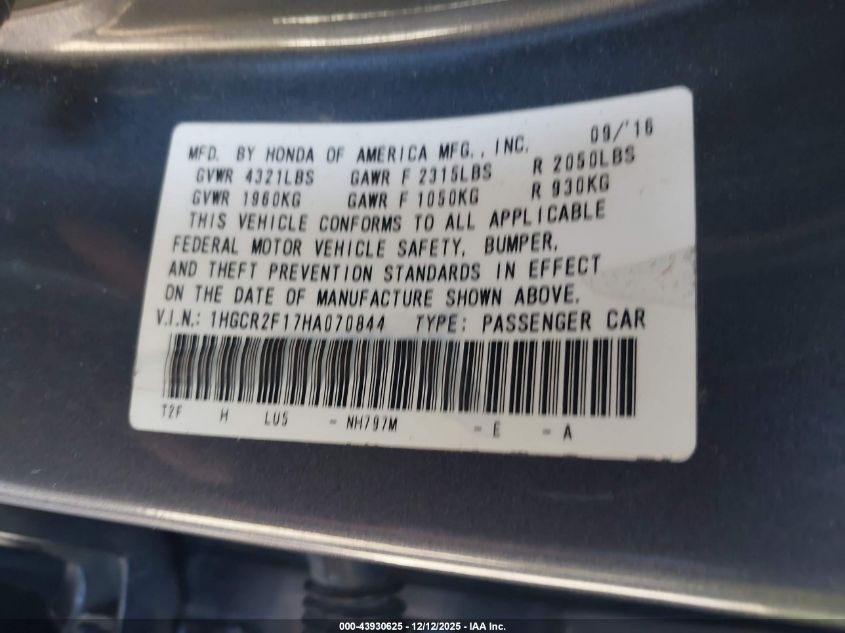 MFD. BY HONDA OF AMERICA MFG., INC. 09/'16
GVWR 4321LBS GAWR F 2315LBS R 2050LBS
GVWR 1960KG GAWR F 1050KG R 930KG
THIS VEHICLE CONFORMS TO ALL APPLICABLE
FEDERAL MOTOR VEHICLE SAFETY, BUMPER,
AND THEFT PREVENTION STANDARDS IN EFFECT
ON THE DATE OF MANUFACTURE SHOWN ABOVE.
V.I.N.: 1HGCR2F17HA070844 TYPE: PASSENGER CAR
T2F H LU5 - NH797M - E - A
000-43930625 - 12/12/2025 - IAA Inc.